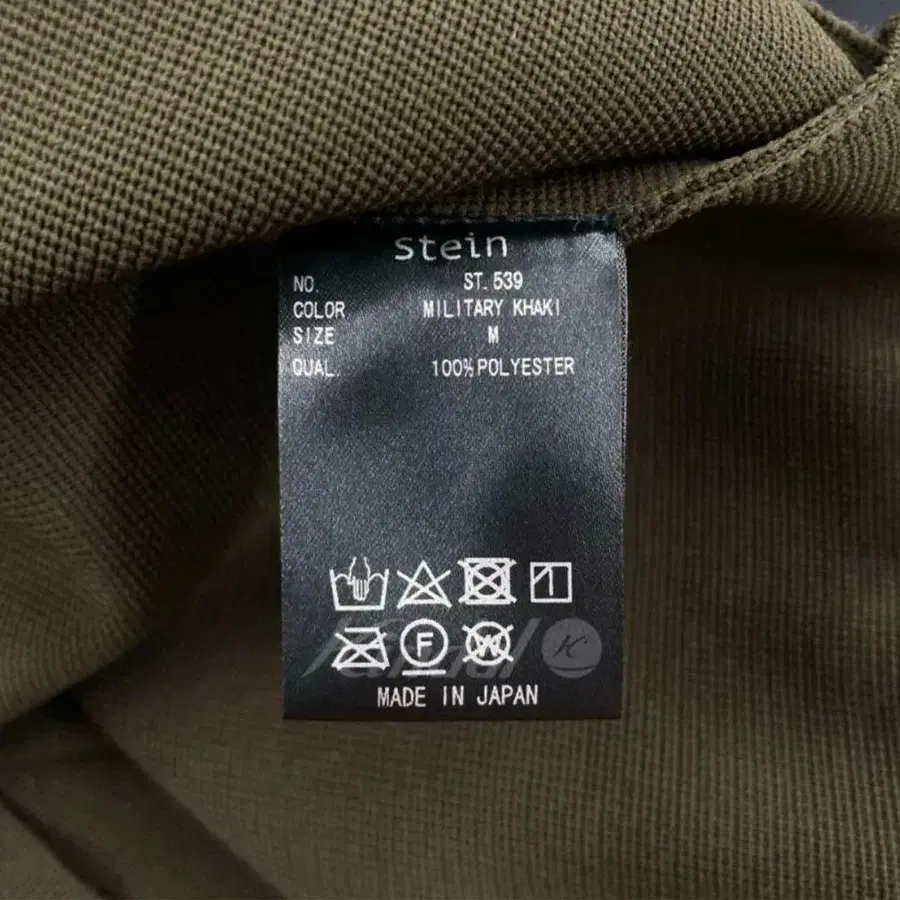 stein
NO ST.539
COLOR MILITARY KHAKI
SIZE M
QUAL. 100%POLYESTER
F W
MADE IN JAPAN